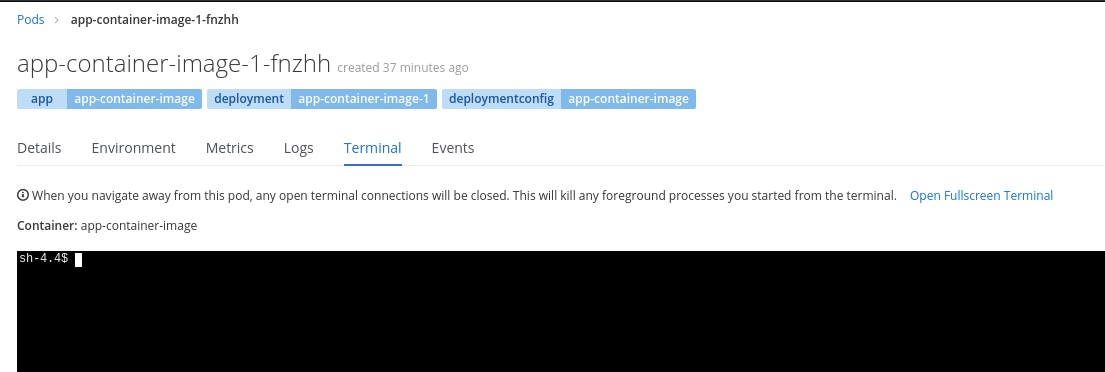 Pods › app-container-image-1-fnzhh
app-container-image-1-fnzhh created 37 minutes ago
app app-container-image deployment app-container-image-1 deploymentconfig app-container-image
Details Environment Metrics Logs Terminal Events
When you navigate away from this pod, any open terminal connections will be closed. This will kill any foreground processes you started from the terminal. Open Fullscreen Terminal
Container: app-container-image
sh-4.4$